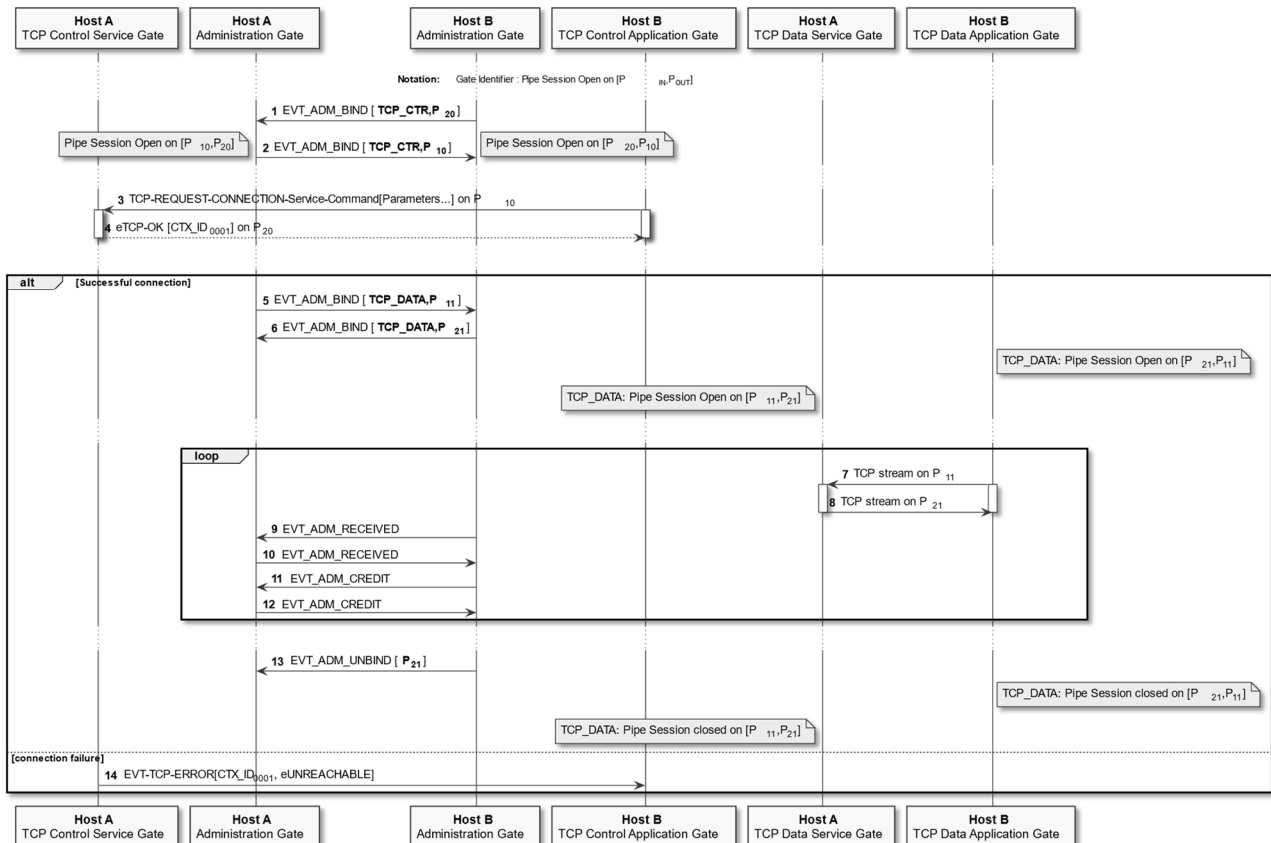 Host A
TCP Control Service Gate
Host A
Administration Gate
Host B
Administration Gate
Host B
TCP Control Application Gate
Host A
TCP Data Service Gate
Host B
TCP Data Application Gate
Notation: Gate Identifier : Pipe Session Open on [P IN,POUT]
1 EVT_ADM_BIND [ TCP_CTR,P 20]
Pipe Session Open on [P 10,P20]
2 EVT_ADM_BIND [ TCP_CTR,P 10]
Pipe Session Open on [P 20,P10]
3 TCP-REQUEST-CONNECTION-Service-Command[Parameters...] on P 10
4 eTCP-OK [CTX_ID 0001] on P20
alt [Successful connection]
5 EVT_ADM_BIND [ TCP_DATA,P 11]
6 EVT_ADM_BIND [ TCP_DATA,P 21]
TCP_DATA: Pipe Session Open on [P 21,P11]
TCP_DATA: Pipe Session Open on [P 11,P21]
loop
7 TCP stream on P 11
8 TCP stream on P 21
9 EVT_ADM_RECEIVED
10 EVT_ADM_RECEIVED
11 EVT_ADM_CREDIT
12 EVT_ADM_CREDIT
13 EVT_ADM_UNBIND [ P21]
TCP_DATA: Pipe Session closed on [P 21,P11]
TCP_DATA: Pipe Session closed on [P 11,P21]
[connection failure]
14 EVT-TCP-ERROR[CTX_ID0001, eUNREACHABLE]
Host A
TCP Control Service Gate
Host A
Administration Gate
Host B
Administration Gate
Host B
TCP Control Application Gate
Host A
TCP Data Service Gate
Host B
TCP Data Application Gate